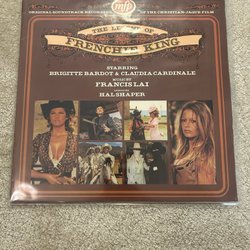 mfp
ORIGINAL SOUNDTRACK RECORDING OF THE CHRISTIAN-JAQUE FILM
THE LEGEND OF
FRENCHIE KING
STARRING
BRIGITTE BARDOT & CLAUDIA CARDINALE
MUSIC BY
FRANCIS LAI
HAL SHAPER